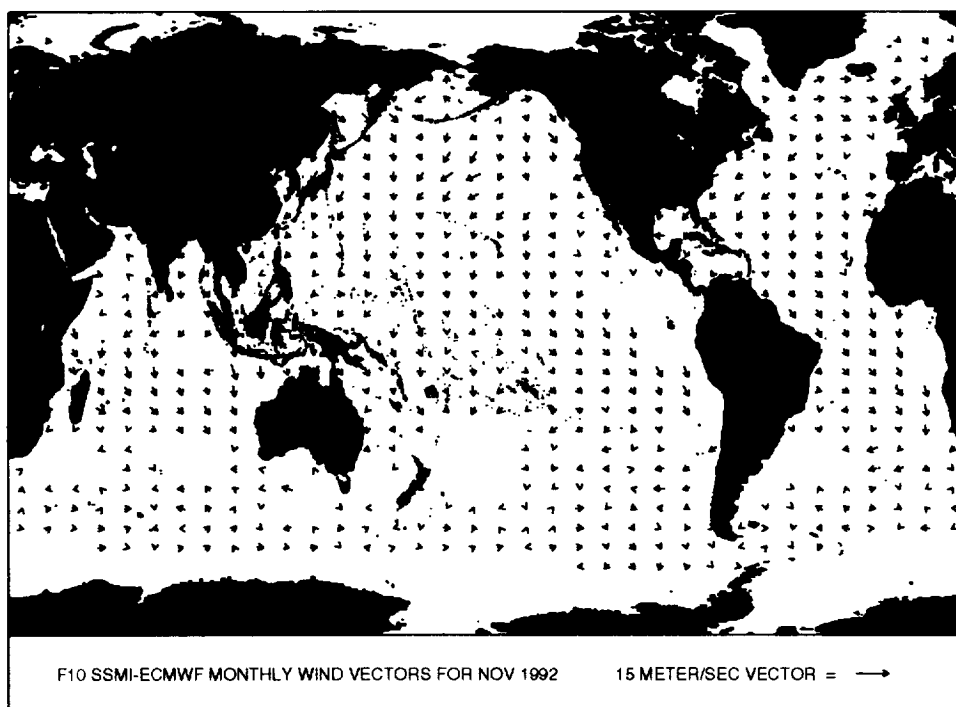 F10 SSMI-ECMWF MONTHLY WIND VECTORS FOR NOV 1992 15 METER/SEC VECTOR =